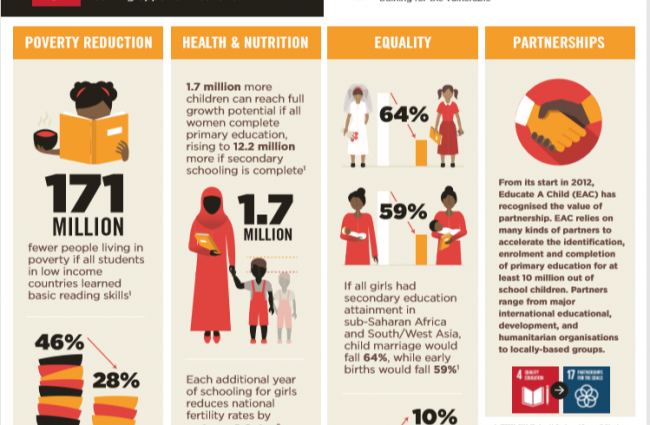 training for the vulnerable
POVERTY REDUCTION
171
MILLION
fewer people living in
poverty if all students
in low income
countries learned
basic reading skills¹
46%
28%
HEALTH & NUTRITION
1.7 million more
children can reach full
growth potential if all
women complete
primary education,
rising to 12.2 million
more if secondary
schooling is complete¹
1.7
MILLION
Each additional year
of schooling for girls
reduces national
fertility rates by
EQUALITY
64%
59%
If all girls had
secondary education
attainment in
sub-Saharan Africa
and South/West Asia,
child marriage would
fall 64%, while early
births would fall 59%¹
10%
PARTNERSHIPS
From its start in 2012,
Educate A Child (EAC) has
recognised the value of
partnership. EAC relies on
many kinds of partners to
accelerate the identification,
enrolment and completion
of primary education for at
least 10 million out of
school children. Partners
range from major
international educational,
development, and
humanitarian organisations
to locally-based groups.
4 QUALITY
EDUCATION
17 PARTNERSHIPS
FOR THE GOALS